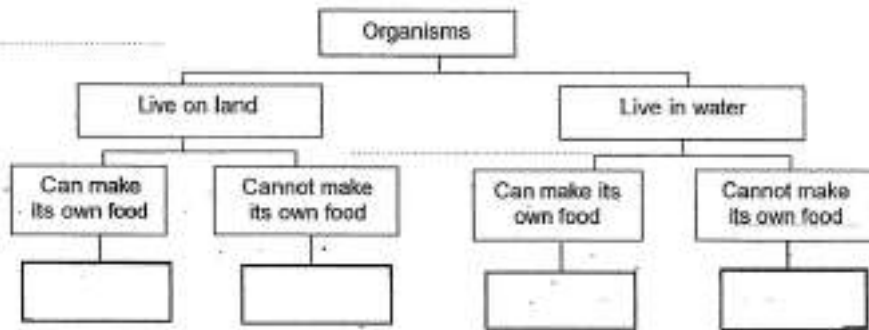 Organisms
Live on land
Live in water
Can make
its own food
Cannot make
its own food
Can make its
own food
Cannot make
its own food